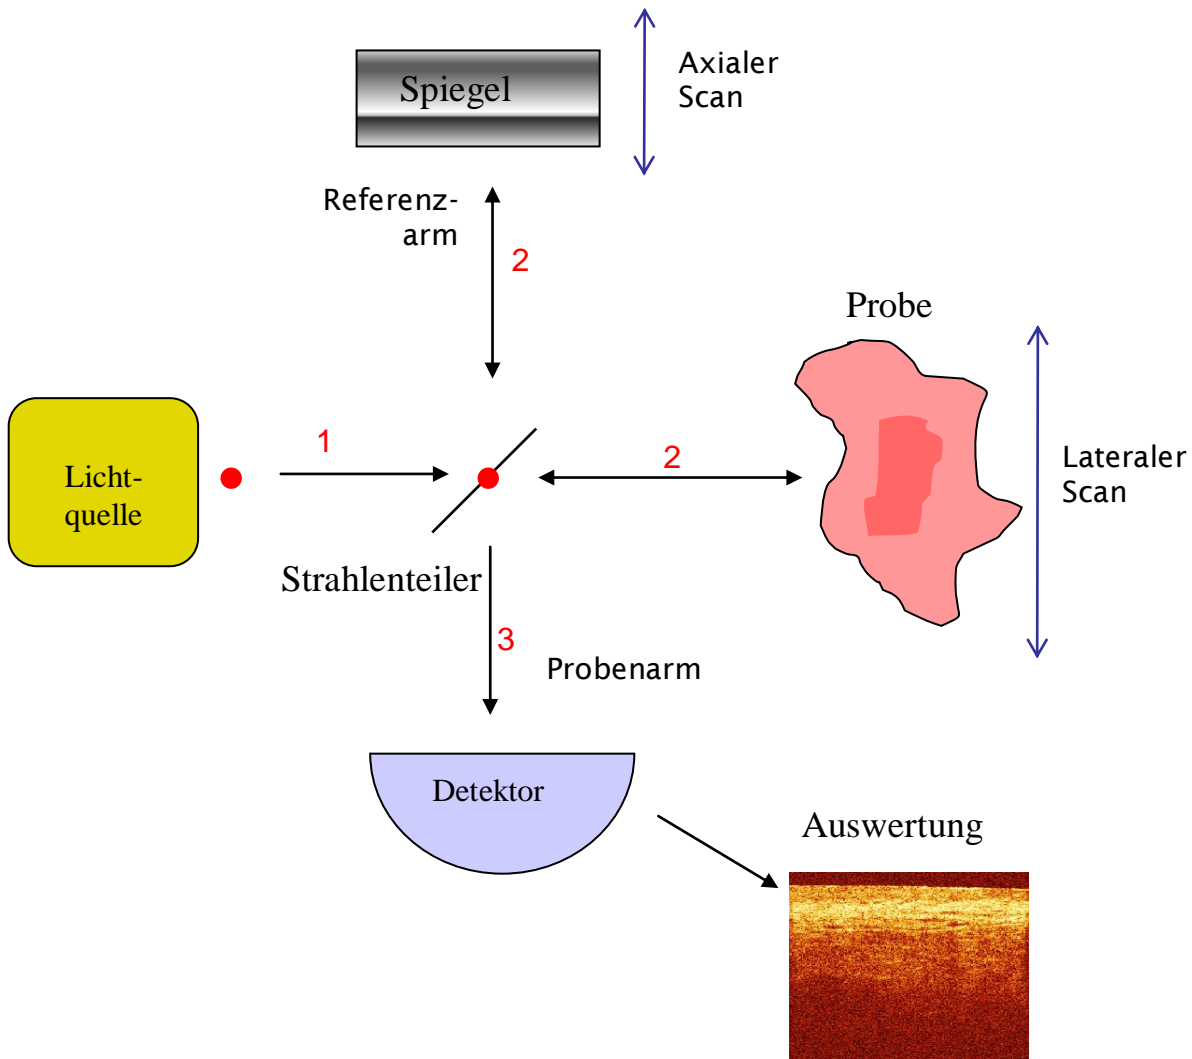 Spiegel
Axialer
Scan
Referenz-
arm
2
Probe
1
2
Licht-
quelle
Lateraler
Scan
Strahlenteiler
3
Probenarm
Detektor
Auswertung